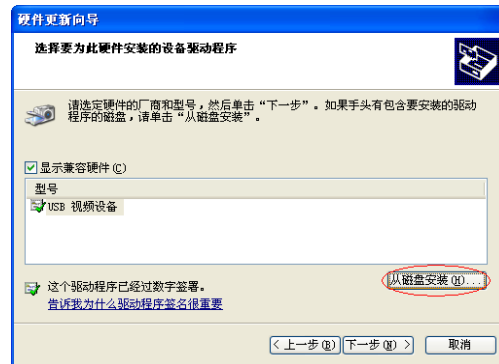 硬件更新向导
选择要为此硬件安装的设备驱动程序
请选定硬件的厂商和型号，然后单击“下一步”。如果手头有包含要安装的驱动
程序的磁盘，请单击“从磁盘安装”。
显示兼容硬件(C)
型号
USB 视频设备
这个驱动程序已经过数字签署。
告诉我为什么驱动程序签名很重要
从磁盘安装(H)...
< 上一步(B)
下一步(N) >
取消